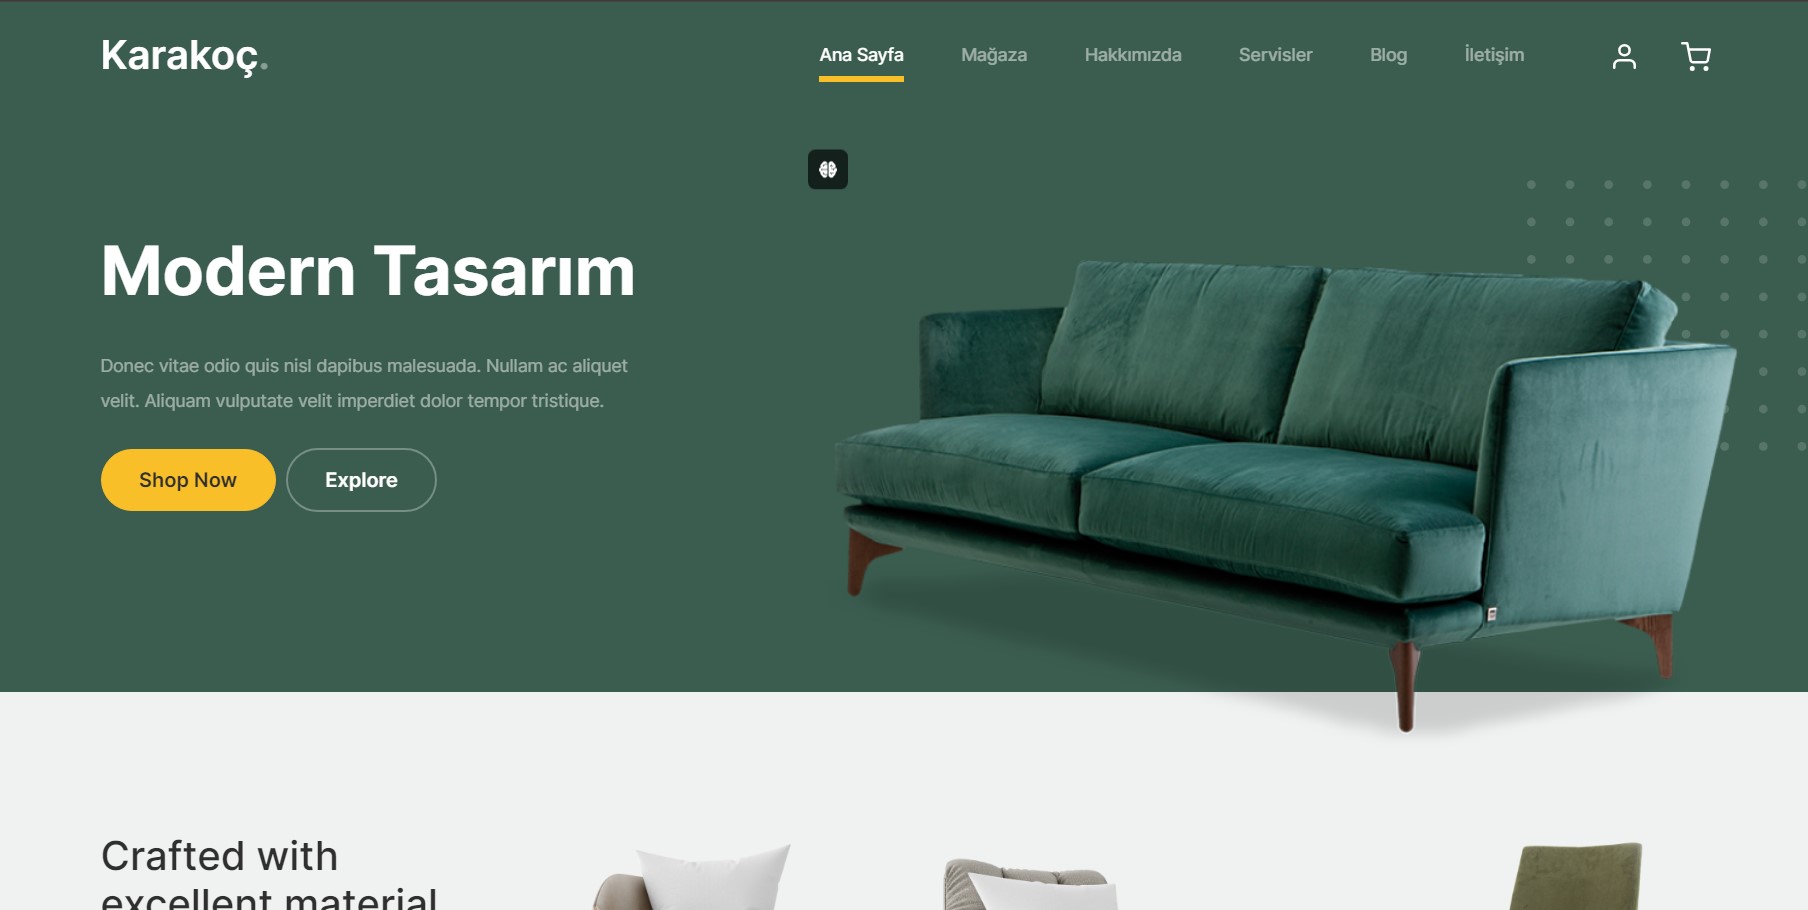 Karakoç.
Ana Sayfa
Mağaza
Hakkımızda
Servisler
Blog
İletişim
Modern Tasarım
Donec vitae odio quis nisl dapibus malesuada. Nullam ac aliquet
velit. Aliquam vulputate velit imperdiet dolor tempor tristique.
Shop Now
Explore
Crafted with
excellent material